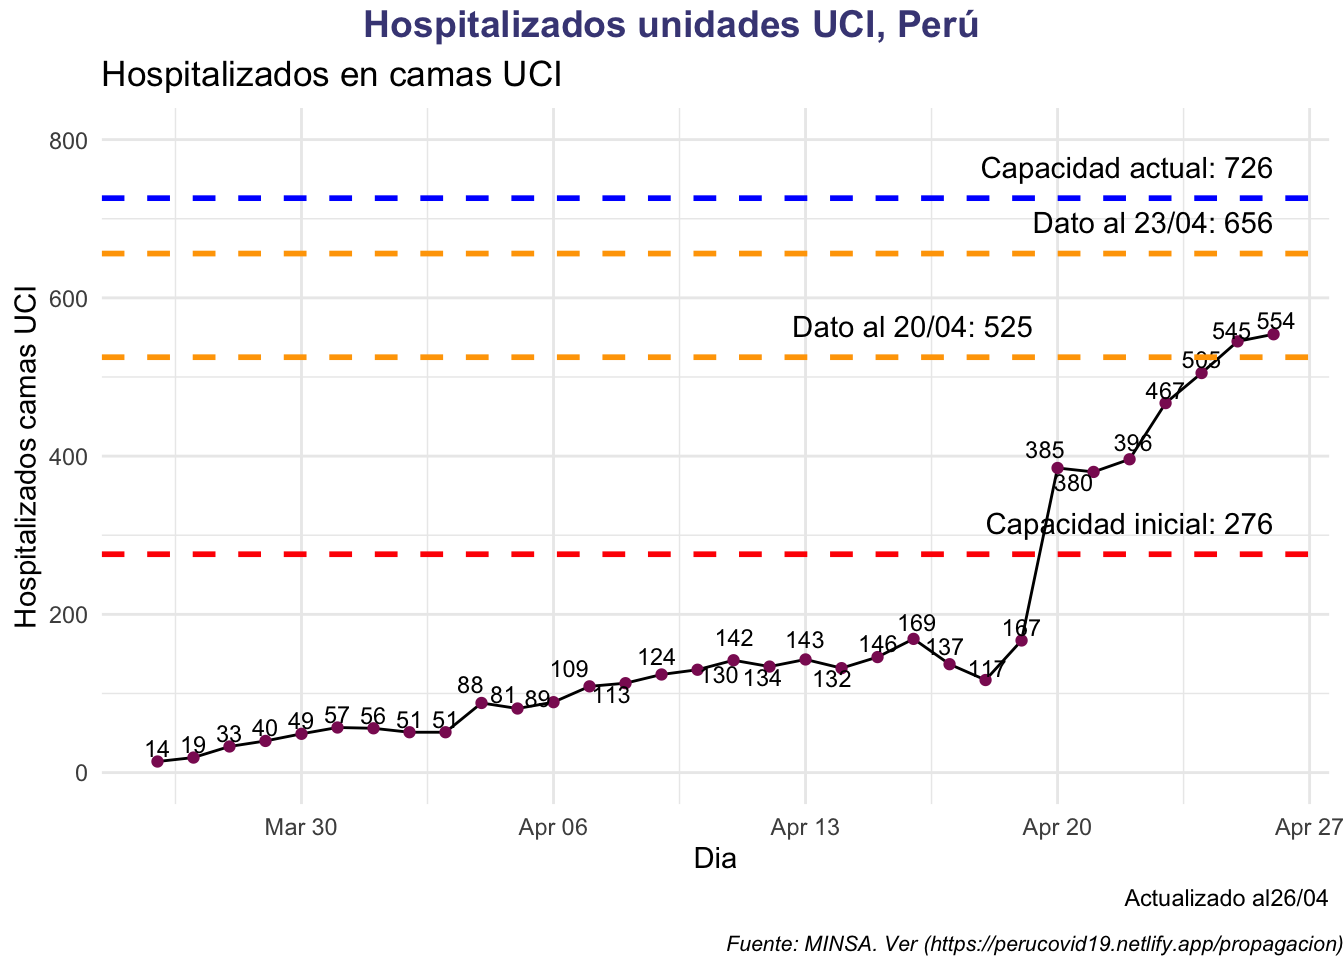 Hospitalizados unidades UCI, Perú
Hospitalizados en camas UCI
Hospitalizados camas UCI
800
600
400
200
0
Capacidad actual: 726
Dato al 23/04: 656
Dato al 20/04: 525
Capacidad inicial: 276
14
19
33
40
49
57
56
51
51
88
81
89
109
113
124
130
142
134
143
132
146
169
137
117
167
385
380
396
467
505
545
554
Mar 30
Apr 06
Apr 13
Apr 20
Apr 27
Dia
Actualizado al26/04
Fuente: MINSA. Ver (https://perucovid19.netlify.app/propagacion)